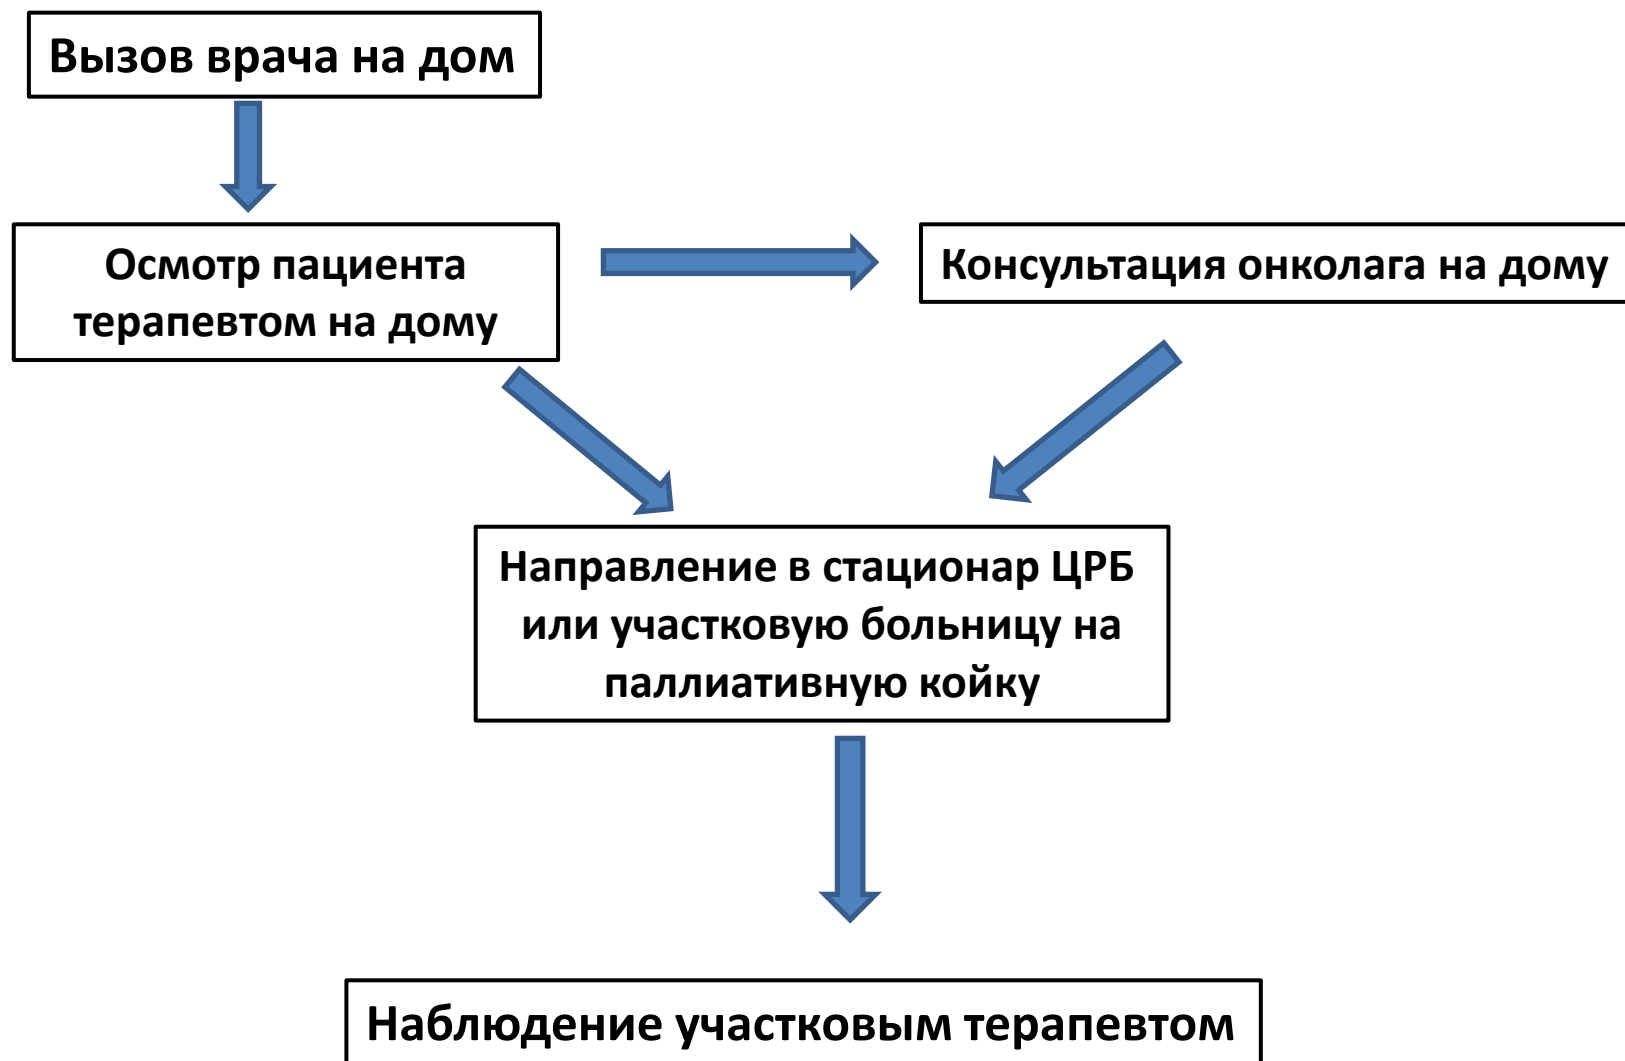 Вызов врача на дом
Осмотр пациента
терапевтом на дому
Консультация онколага на дому
Направление в стационар ЦРБ
или участковую больницу на
паллиативную койку
Наблюдение участковым терапевтом